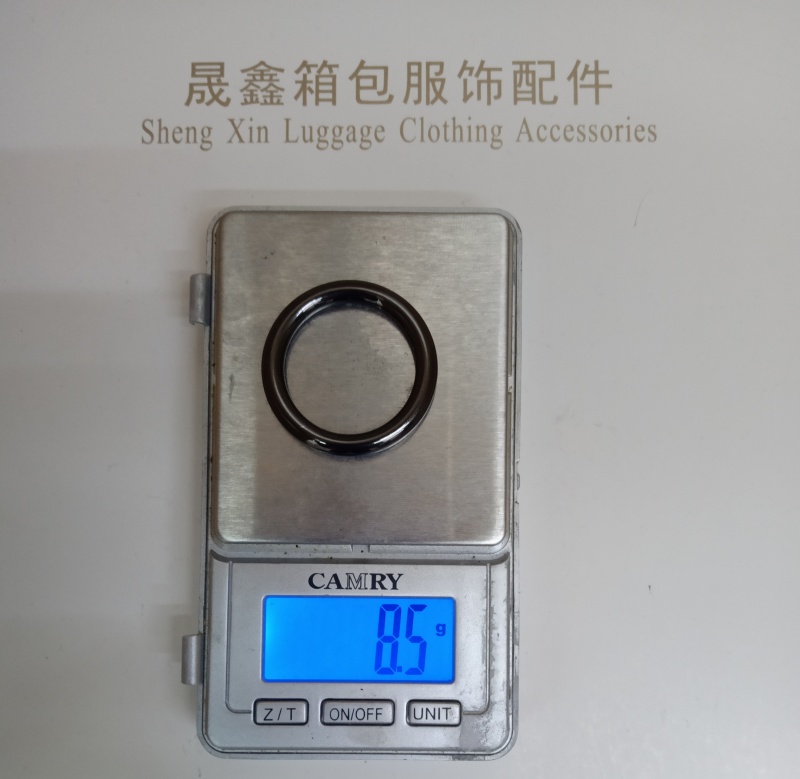 晟鑫箱包服饰配件
Sheng Xin Luggage Clothing Accessories
CAMRY
8.5 g
Z/T ON/OFF UNIT